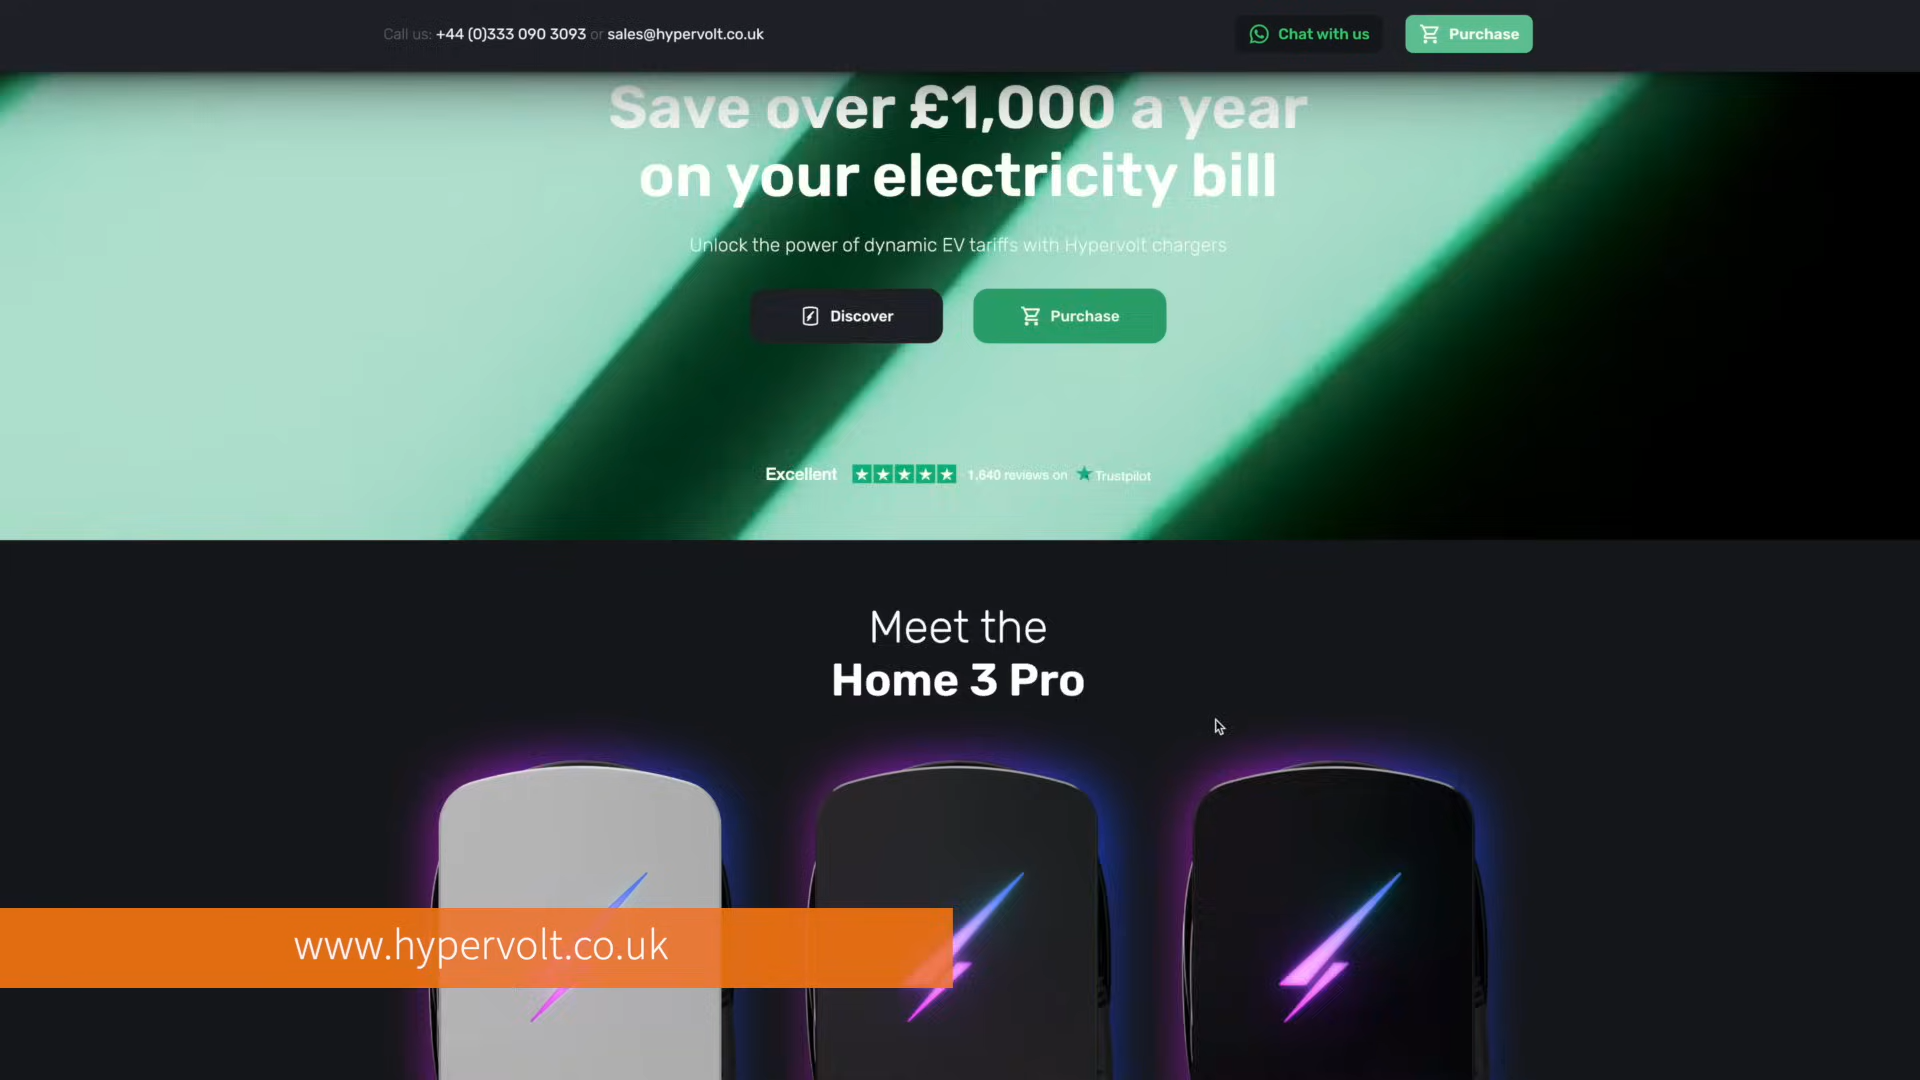 Call us: +44 (0)333 090 3093 or sales@hypervolt.co.uk
Chat with us
Purchase
Save over £1,000 a year
on your electricity bill
Unlock the power of dynamic EV tariffs with Hypervolt chargers
Discover
Purchase
Excellent 1,640 reviews on Trustpilot
Meet the
Home 3 Pro
www.hypervolt.co.uk